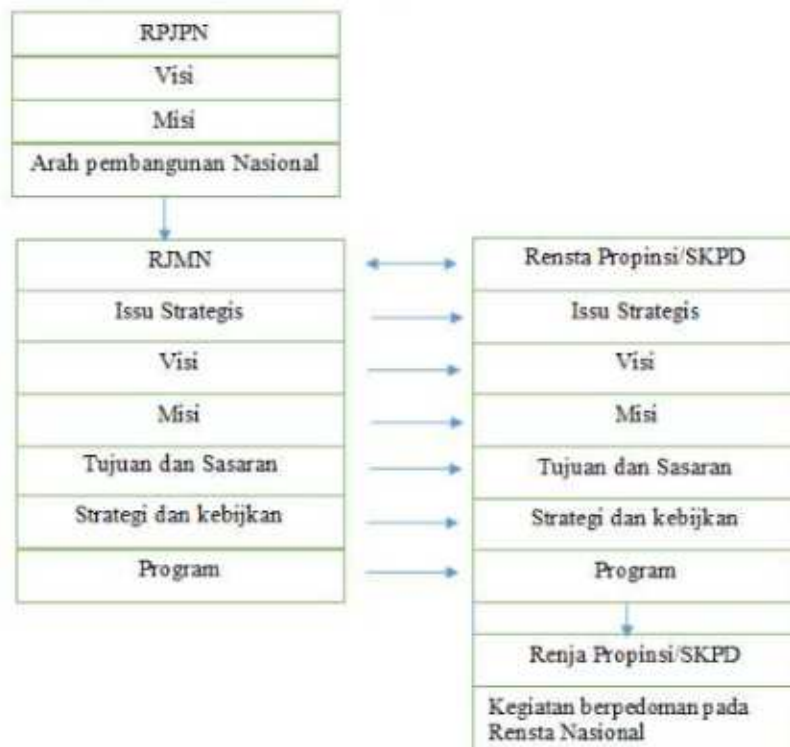 RPJPN
Visi
Misi
Arah pembangunan Nasional
RJMN
Issu Strategis
Visi
Misi
Tujuan dan Sasaran
Strategi dan kebijkan
Program
Rensta Propinsi/SKPD
Issu Strategis
Visi
Misi
Tujuan dan Sasaran
Strategi dan kebijkan
Program
Renja Propinsi/SKPD
Kegiatan berpedoman pada
Rensta Nasional